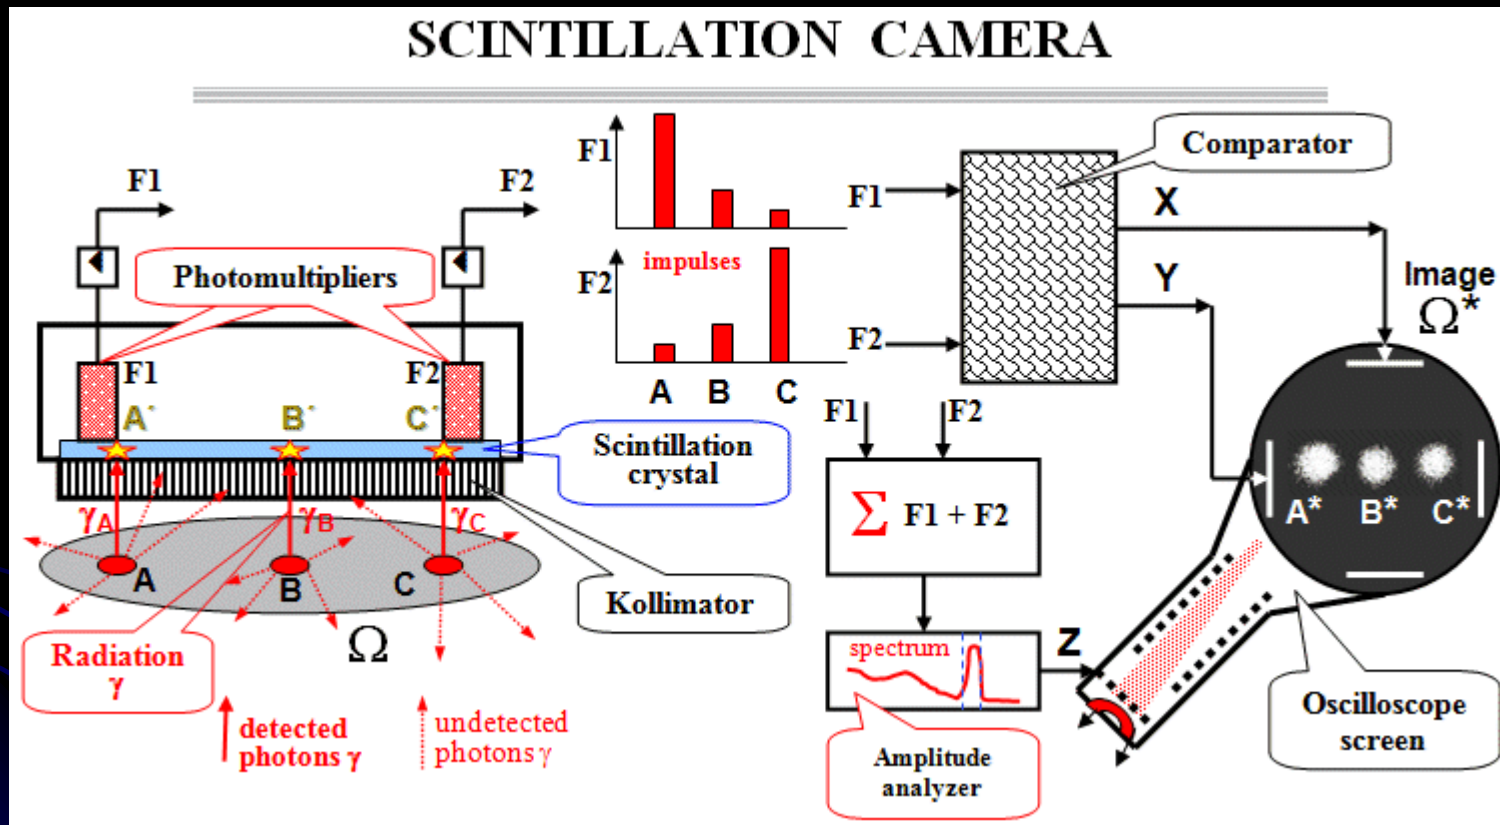 SCINTILLATION CAMERA
F1
F2
Photomultipliers
F1
F2
A´
B´
C´
γA
γB
γC
A
B
C
Ω
Radiation
γ
detected
photons γ
undetected
photons γ
Scintillation
crystal
Kollimator
F1
impulses
F2
A
B
C
F1
F2
Comparator
X
Y
Image
Ω*
F1
F2
Σ F1 + F2
spectrum
Z
Amplitude
analyzer
A*
B*
C*
Oscilloscope
screen